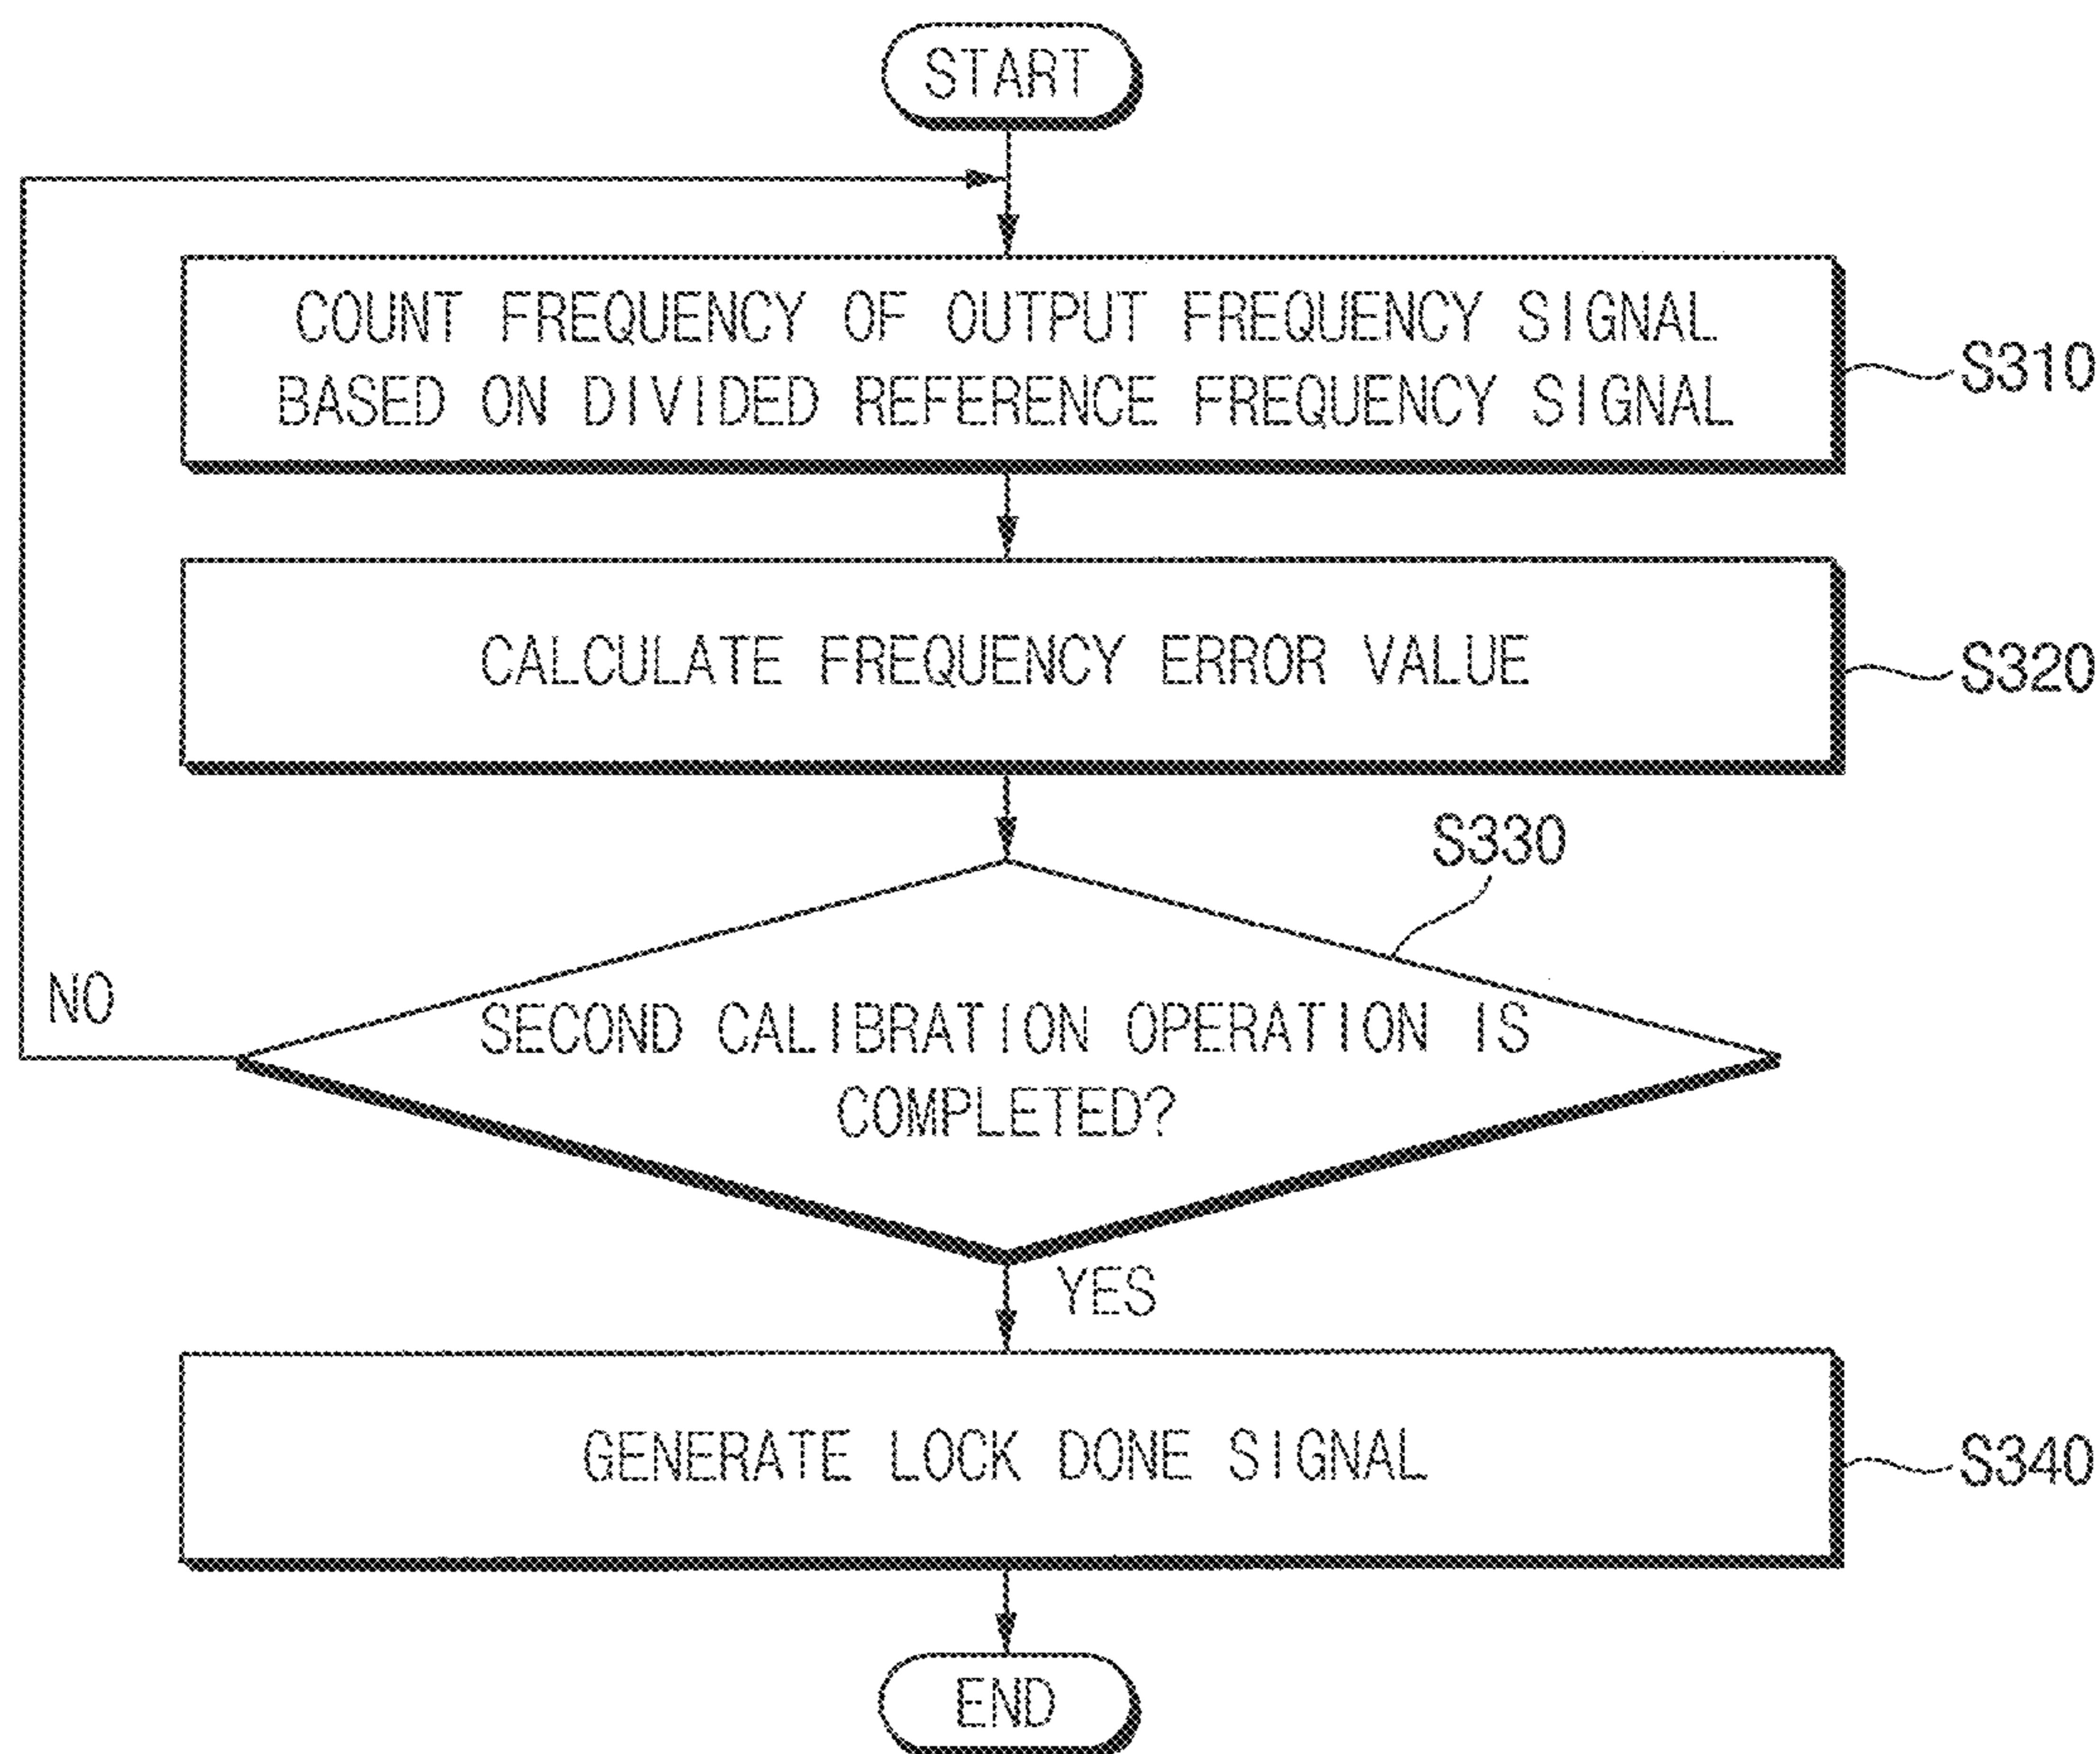 START
COUNT FREQUENCY OF OUTPUT FREQUENCY SIGNAL
BASED ON DIVIDED REFERENCE FREQUENCY SIGNAL
S310
CALCULATE FREQUENCY ERROR VALUE
S320
S330
NO
SECOND CALIBRATION OPERATION IS
COMPLETED?
YES
GENERATE LOCK DONE SIGNAL
S340
END